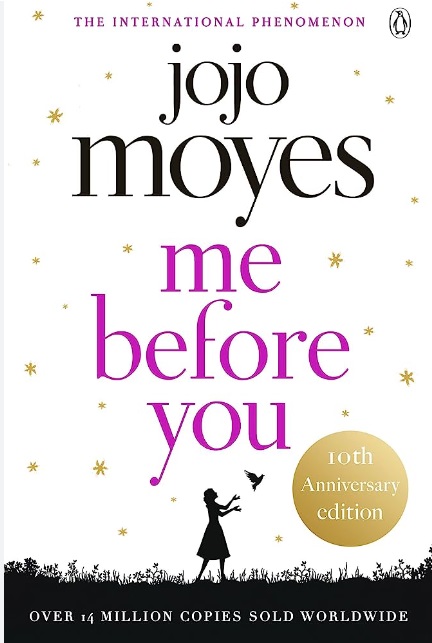 THE INTERNATIONAL PHENOMENON
jojo
moyes
me
before
you
10th
Anniversary
edition
OVER 14 MILLION COPIES SOLD WORLDWIDE